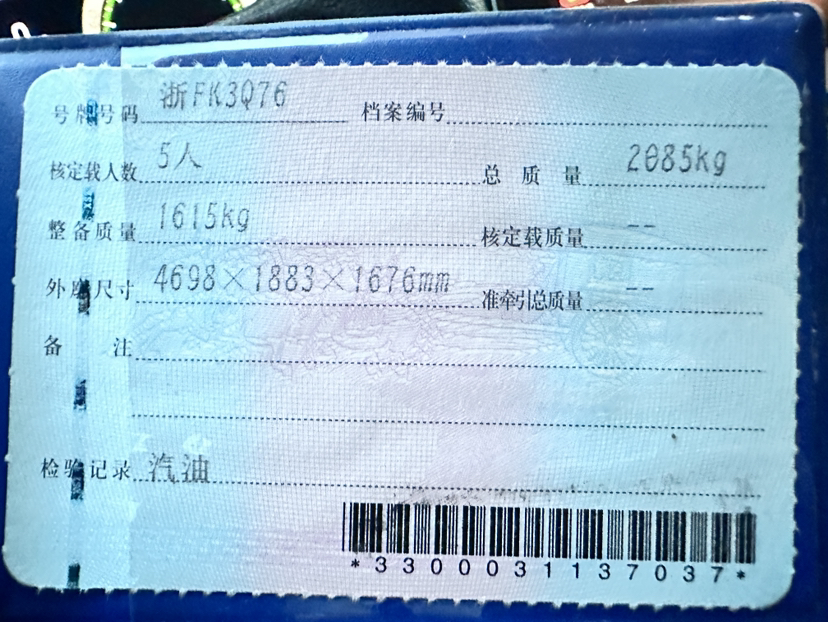 号牌号码 浙FK3Q76 档案编号
核定载人数 5人 总质量 2085kg
整备质量 1615kg 核定载质量 --
外廓尺寸 4698×1883×1676mm 准牵引总质量 --
备注
检验记录 汽油
*3300031137037*